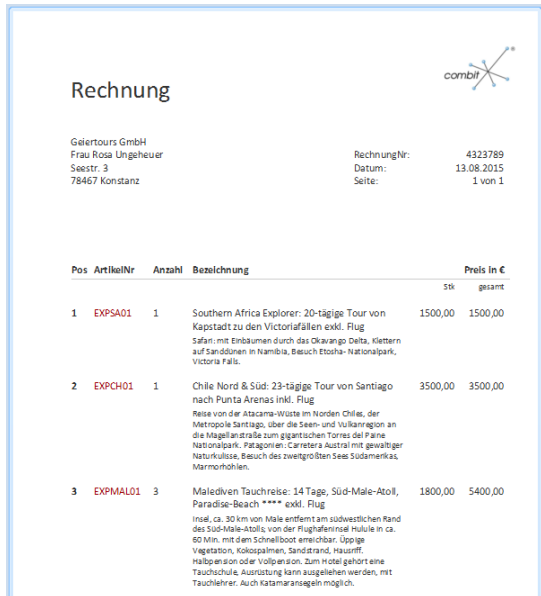 combit
Rechnung
Geiertours GmbH
Frau Rosa Ungeheuer RechnungNr: 4323789
Seestr. 3 Datum: 13.08.2015
78467 Konstanz Seite: 1 von 1
Pos ArtikelNr Anzahl Bezeichnung Preis in €
Stk gesamt
1 EXPSA01 1 Southern Africa Explorer: 20-tägige Tour von 1500,00 1500,00
Kapstadt zu den Victoriafällen exkl. Flug
Safari: mit Einbäumen durch das Okavango Delta, Klettern
auf Sanddünen in Namibia, Besuch Etosha- Nationalpark,
Victoria Falls.
2 EXPCH01 1 Chile Nord & Süd: 23-tägige Tour von Santiago 3500,00 3500,00
nach Punta Arenas inkl. Flug
Reise von der Atacama-Wüste im Norden Chiles, der
Metropole Santiago, über die Seen- und Vulkanregion an
die Magellanstraße zum gigantischen Torres del Paine
Nationalpark. Patagonien: Carretera Austral mit gewaltiger
Naturkulisse, Besuch des zweitgrößten Sees Südamerikas,
Marmorhöhlen.
3 EXPMAL01 3 Malediven Tauchreise: 14 Tage, Süd-Male-Atoll, 1800,00 5400,00
Paradise-Beach **** exkl. Flug
Insel, ca. 30 km von Male entfernt am südwestlichen Rand
des Süd-Male-Atolls; von der Flughafeninsel Hulule in ca.
60 Min. mit dem Schnellboot erreichbar. Üppige
Vegetation, Kokospalmen, Sandstrand, Hausriff.
Halbpension oder Vollpension. Zum Hotel gehört eine
Tauchschule, Ausrüstung kann ausgeliehen werden, mit
Tauchlehrer. Auch Katamaransegeln möglich.